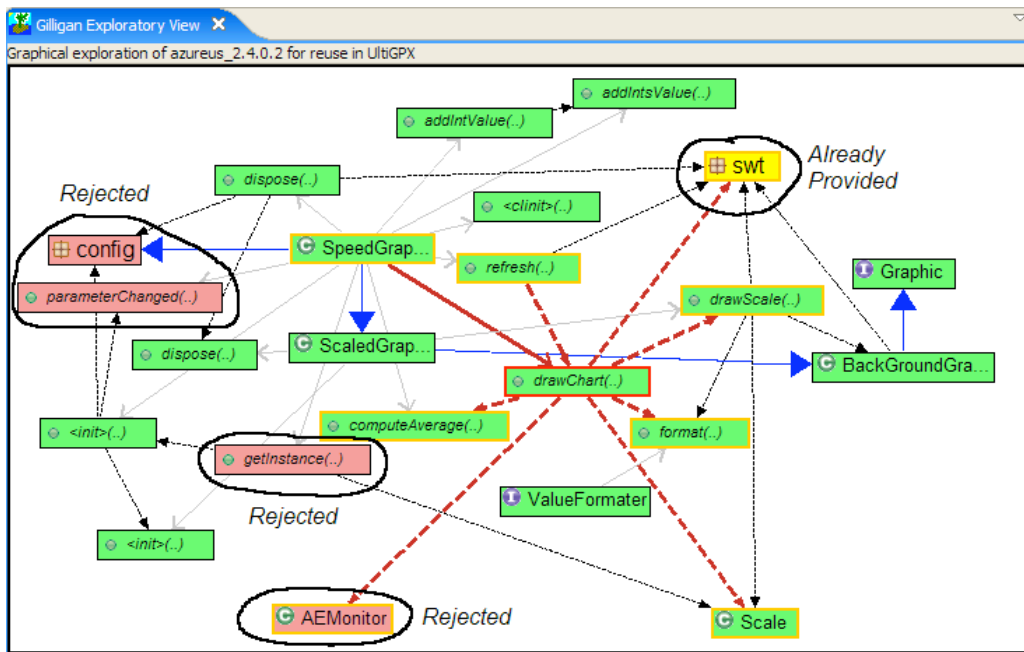 Gilligan Exploratory View
Graphical exploration of azureus_2.4.0.2 for reuse in UltiGPX
addIntsValue(..)
addIntValue(..)
swt
Already
Provided
dispose(..)
Rejected
<clinit>(..)
config
SpeedGrap...
refresh(..)
Graphic
parameterChanged(..)
drawScale(..)
dispose(..)
ScaledGrap...
BackGroundGra...
drawChart(..)
computeAverage(..)
format(..)
<init>(..)
getInstance(..)
ValueFormater
Rejected
<init>(..)
AEMonitor
Rejected
Scale